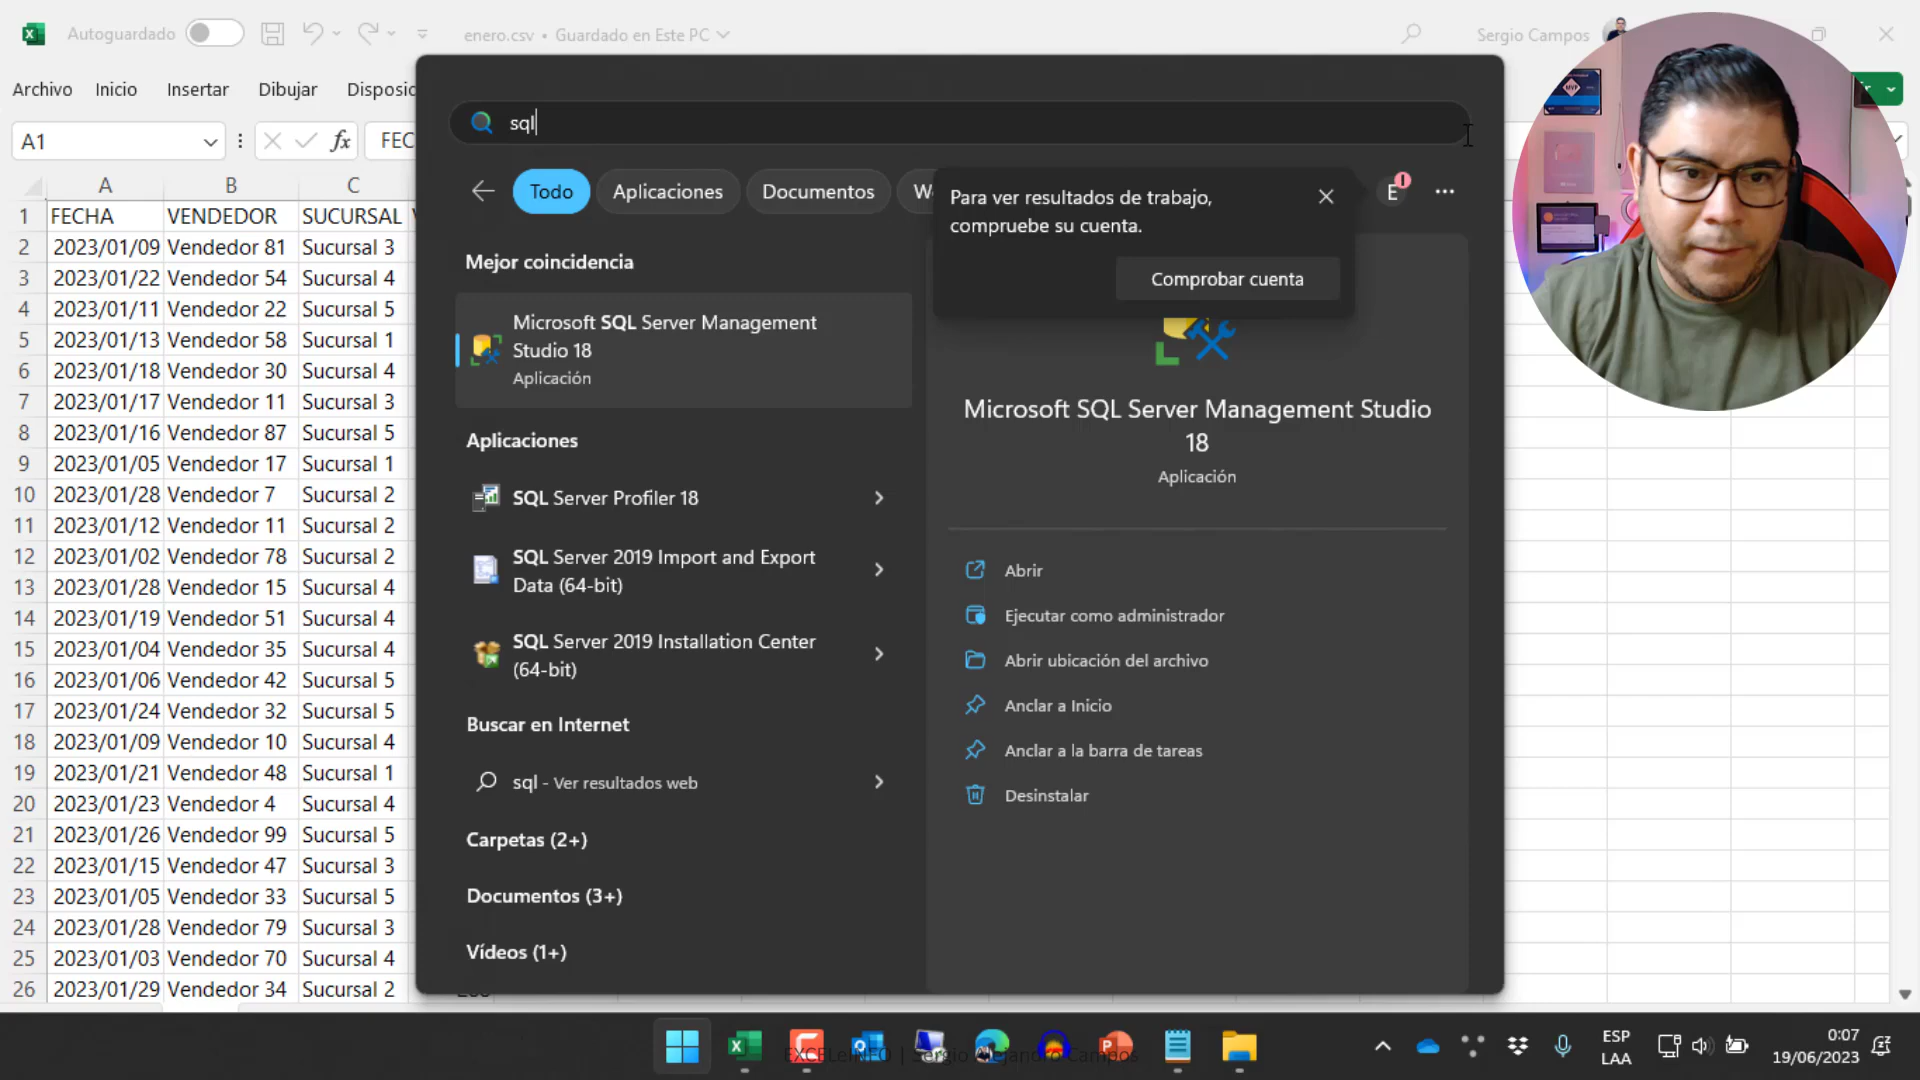 Autoguardado
enero.csv • Guardado en Este PC
Sergio Campos
Archivo Inicio Insertar Dibujar Disposic
A1
fx
FEC
A B C
1 FECHA VENDEDOR SUCURSAL
2 2023/01/09 Vendedor 81 Sucursal 3
3 2023/01/22 Vendedor 54 Sucursal 4
4 2023/01/11 Vendedor 22 Sucursal 5
5 2023/01/13 Vendedor 58 Sucursal 1
6 2023/01/18 Vendedor 30 Sucursal 4
7 2023/01/17 Vendedor 11 Sucursal 3
8 2023/01/16 Vendedor 87 Sucursal 5
9 2023/01/05 Vendedor 17 Sucursal 1
10 2023/01/28 Vendedor 7 Sucursal 2
11 2023/01/12 Vendedor 11 Sucursal 2
12 2023/01/02 Vendedor 78 Sucursal 2
13 2023/01/28 Vendedor 15 Sucursal 4
14 2023/01/19 Vendedor 51 Sucursal 4
15 2023/01/04 Vendedor 35 Sucursal 4
16 2023/01/06 Vendedor 42 Sucursal 5
17 2023/01/24 Vendedor 32 Sucursal 5
18 2023/01/09 Vendedor 10 Sucursal 4
19 2023/01/21 Vendedor 48 Sucursal 1
20 2023/01/23 Vendedor 4 Sucursal 4
21 2023/01/26 Vendedor 99 Sucursal 5
22 2023/01/15 Vendedor 47 Sucursal 3
23 2023/01/05 Vendedor 33 Sucursal 5
24 2023/01/28 Vendedor 79 Sucursal 3
25 2023/01/03 Vendedor 70 Sucursal 4
26 2023/01/29 Vendedor 34 Sucursal 2
sql
Todo Aplicaciones Documentos
E
Para ver resultados de trabajo,
compruebe su cuenta.
Comprobar cuenta
Mejor coincidencia
Microsoft SQL Server Management
Studio 18
Aplicación
Aplicaciones
SQL Server Profiler 18
SQL Server 2019 Import and Export
Data (64-bit)
SQL Server 2019 Installation Center
(64-bit)
Buscar en Internet
sql - Ver resultados web
Carpetas (2+)
Documentos (3+)
Vídeos (1+)
Microsoft SQL Server Management Studio
18
Aplicación
Abrir
Ejecutar como administrador
Abrir ubicación del archivo
Anclar a Inicio
Anclar a la barra de tareas
Desinstalar
MVP
EXCELeINFO | Sergio Alejandro Campos
ESP
LAA
0:07
19/06/2023